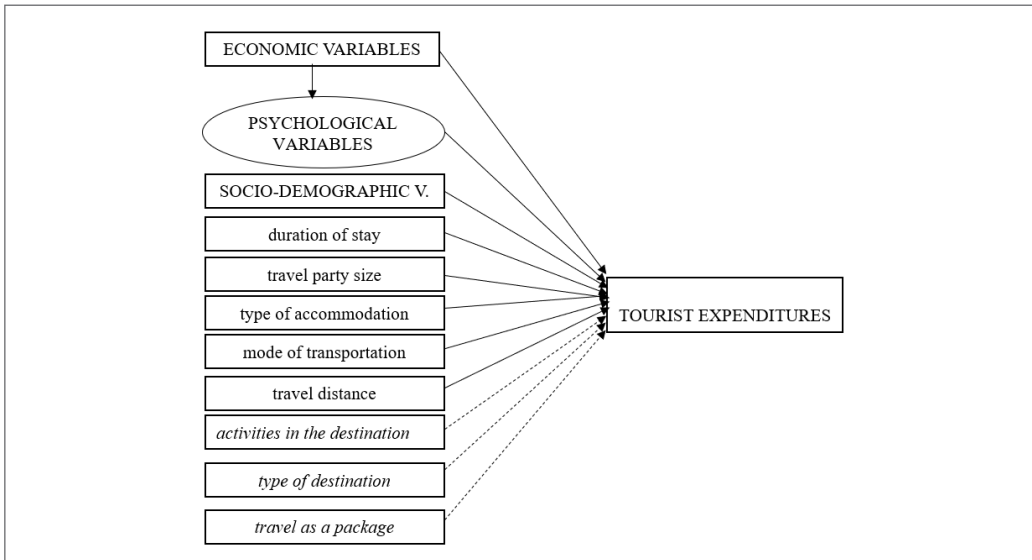 ECONOMIC VARIABLES
PSYCHOLOGICAL
VARIABLES
SOCIO-DEMOGRAPHIC V.
duration of stay
travel party size
type of accommodation
mode of transportation
travel distance
activities in the destination
type of destination
travel as a package
TOURIST EXPENDITURES